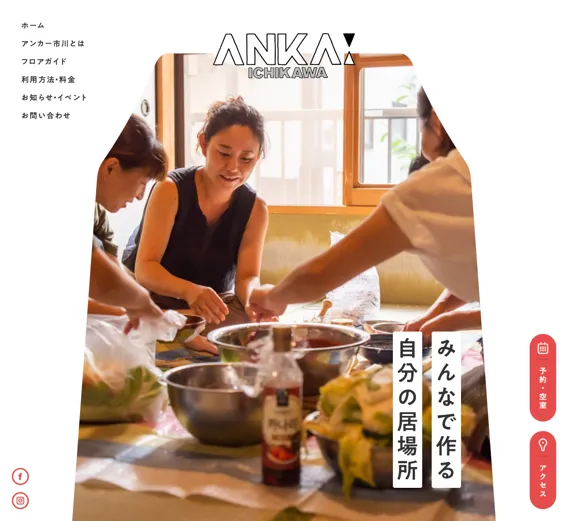 ホーム
アンカー市川とは
フロアガイド
利用方法・料金
お知らせ・イベント
お問い合わせ
ANKA
ICHIKAWA
みんなで作る
自分の居場所
予約・空室
アクセス